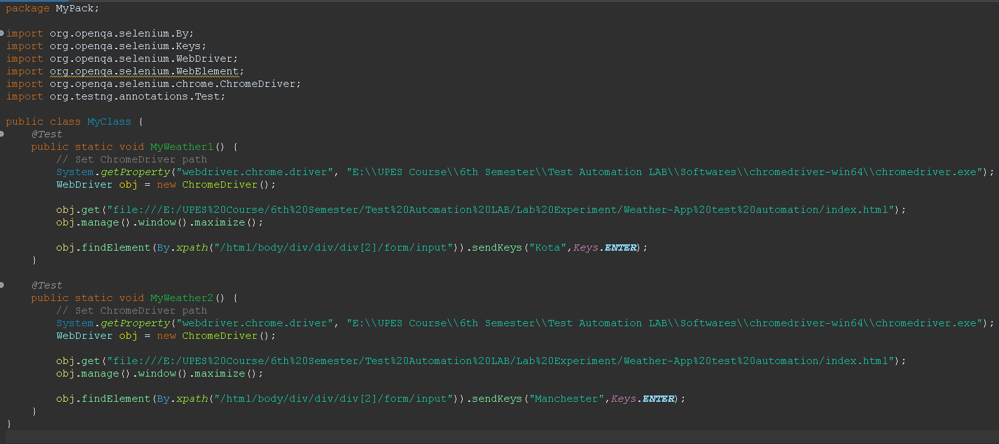 package MyPack;
import org.openqa.selenium.By;
import org.openqa.selenium.Keys;
import org.openqa.selenium.WebDriver;
import org.openqa.selenium.WebElement;
import org.openqa.selenium.chrome.ChromeDriver;
import org.testng.annotations.Test;
public class MyClass {
    @Test
    public static void MyWeather1() {
        // Set ChromeDriver path
        System.getProperty("webdriver.chrome.driver", "E:\\UPES Course\\6th Semester\\Test Automation LAB\\Softwares\\chromedriver-win64\\chromedriver.exe");
        WebDriver obj = new ChromeDriver();
        obj.get("file:///E:/UPES%20Course/6th%20Semester/Test%20Automation%20LAB/Lab%20Experiment/Weather-App%20test%20automation/index.html");
        obj.manage().window().maximize();
        obj.findElement(By.xpath("/html/body/div/div/div[2]/form/input")).sendKeys("Kota",Keys.ENTER);
    }
    @Test
    public static void MyWeather2() {
        // Set ChromeDriver path
        System.getProperty("webdriver.chrome.driver", "E:\\UPES Course\\6th Semester\\Test Automation LAB\\Softwares\\chromedriver-win64\\chromedriver.exe");
        WebDriver obj = new ChromeDriver();
        obj.get("file:///E:/UPES%20Course/6th%20Semester/Test%20Automation%20LAB/Lab%20Experiment/Weather-App%20test%20automation/index.html");
        obj.manage().window().maximize();
        obj.findElement(By.xpath("/html/body/div/div/div[2]/form/input")).sendKeys("Manchester",Keys.ENTER);
    }
}